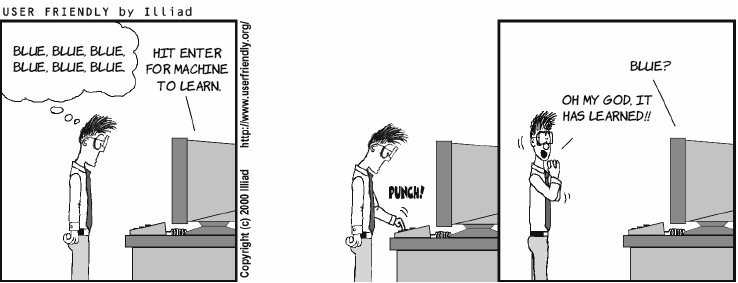 USER FRIENDLY by Illiad
BLUE, BLUE, BLUE,
BLUE, BLUE, BLUE.
HIT ENTER
FOR MACHINE
TO LEARN.
Copyright (c) 2000 Illiad http://www.userfriendly.org/
PUNCH!
BLUE?
OH MY GOD, IT
HAS LEARNED!!